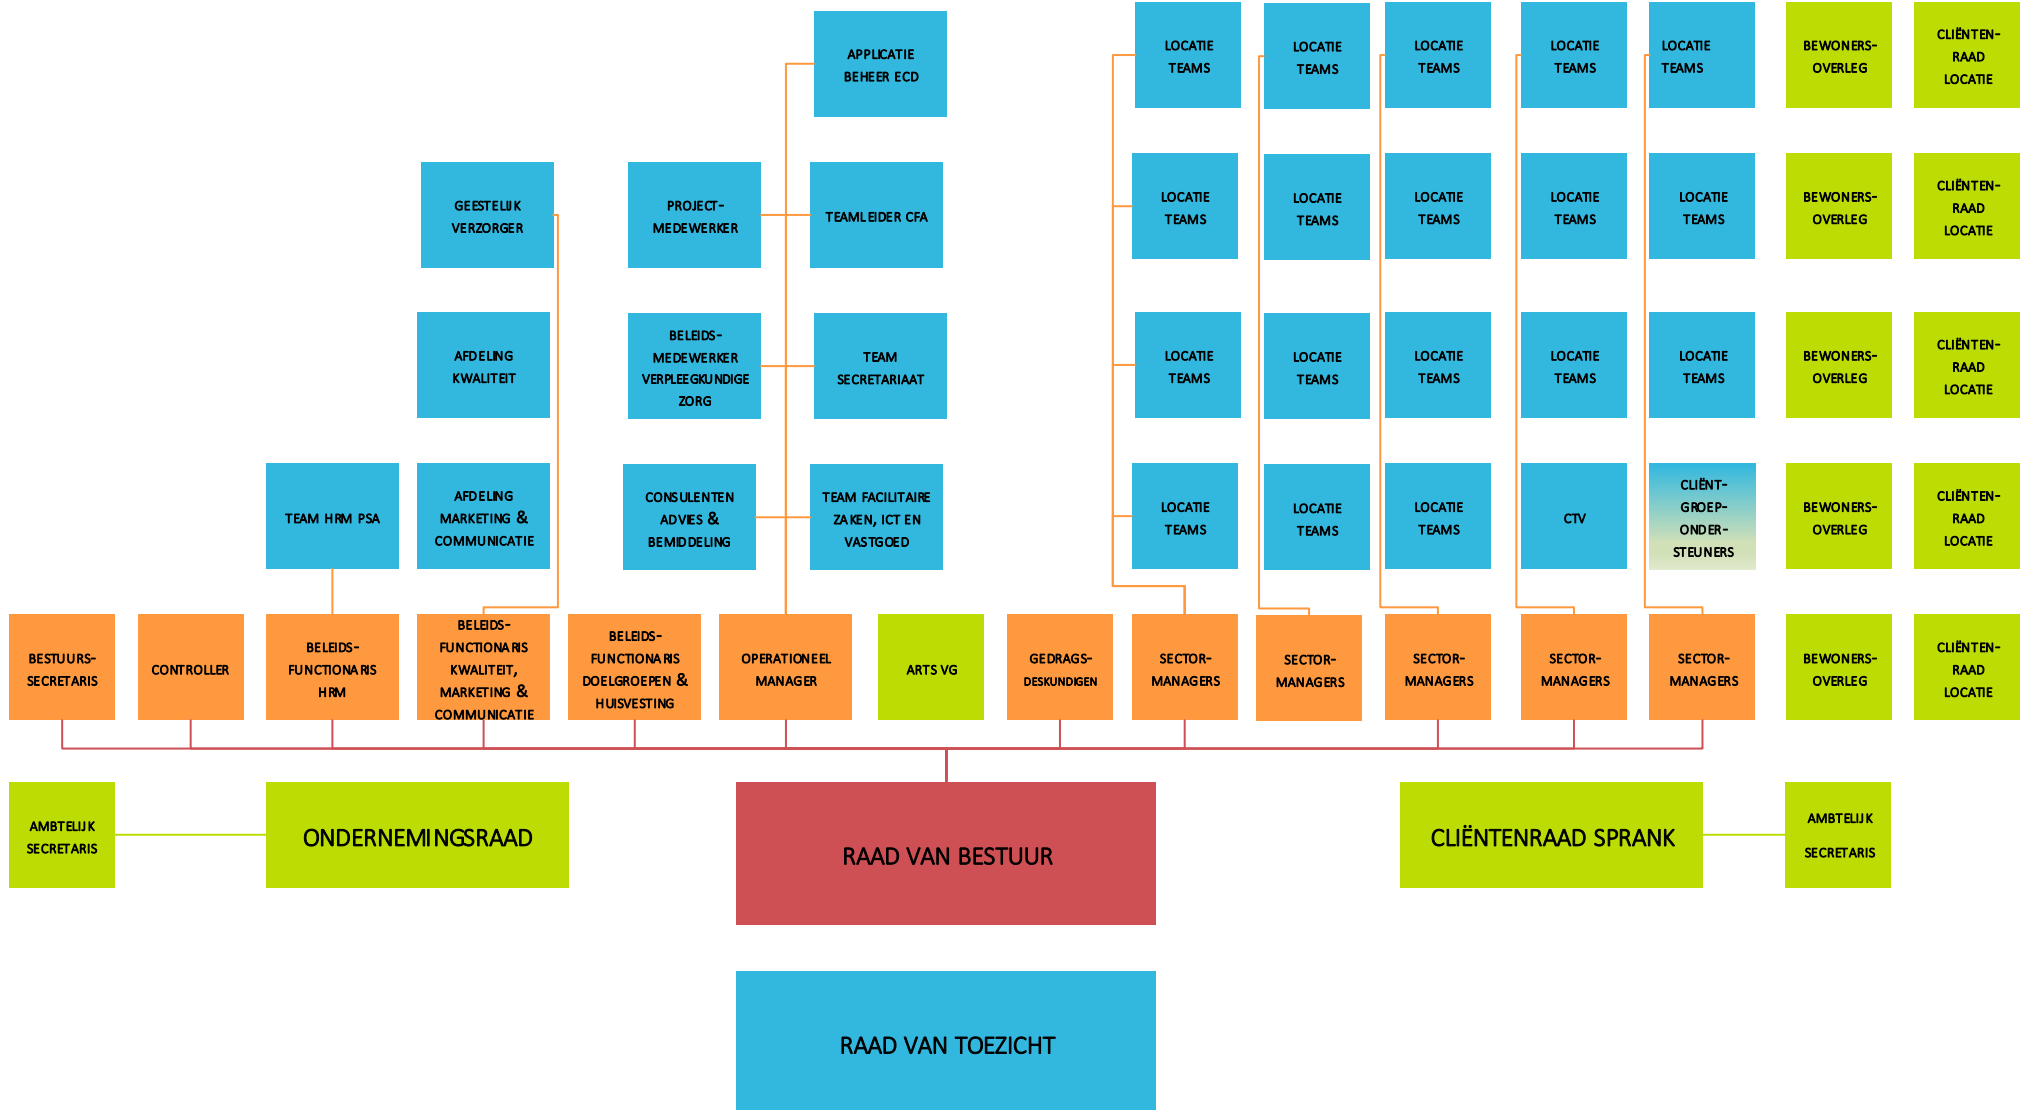 APPLICATIE
BEHEER ECD
LOCATIE
TEAMS
LOCATIE
TEAMS
LOCATIE
TEAMS
LOCATIE
TEAMS
LOCATIE
TEAMS
BEWONERS-
OVERLEG
CLIËNTEN-
RAAD
LOCATIE
GEESTELIJK
VERZORGER
PROJECT-
MEDEWERKER
TEAMLEIDER CFA
LOCATIE
TEAMS
LOCATIE
TEAMS
LOCATIE
TEAMS
LOCATIE
TEAMS
LOCATIE
TEAMS
BEWONERS-
OVERLEG
CLIËNTEN-
RAAD
LOCATIE
AFDELING
KWALITEIT
BELEIDS-
MEDEWERKER
VERPLEEGKUNDIGE
ZORG
TEAM
SECRETARIAAT
LOCATIE
TEAMS
LOCATIE
TEAMS
LOCATIE
TEAMS
LOCATIE
TEAMS
LOCATIE
TEAMS
BEWONERS-
OVERLEG
CLIËNTEN-
RAAD
LOCATIE
TEAM HRM PSA
AFDELING
MARKETING &
COMMUNICATIE
CONSULENTEN
ADVIES &
BEMIDDELING
TEAM FACILITAIRE
ZAKEN, ICT EN
VASTGOED
LOCATIE
TEAMS
LOCATIE
TEAMS
LOCATIE
TEAMS
CTV
CLIËNT-
GROEP-
ONDER-
STEUNERS
BEWONERS-
OVERLEG
CLIËNTEN-
RAAD
LOCATIE
BESTUURS-
SECRETARIS
CONTROLLER
BELEIDS-
FUNCTIONARIS
HRM
BELEIDS-
FUNCTIONARIS
KWALITEIT,
MARKETING &
COMMUNICATIE
BELEIDS-
FUNCTIONARIS
DOELGROEPEN &
HUISVESTING
OPERATIONEEL
MANAGER
ARTS VG
GEDRAGS-
DESKUNDIGEN
SECTOR-
MANAGERS
SECTOR-
MANAGERS
SECTOR-
MANAGERS
SECTOR-
MANAGERS
SECTOR-
MANAGERS
BEWONERS-
OVERLEG
CLIËNTEN-
RAAD
LOCATIE
AMBTELIJK
SECRETARIS
ONDERNEMINGSRAAD
RAAD VAN BESTUUR
CLIËNTENRAAD SPRANK
AMBTELIJK
SECRETARIS
RAAD VAN TOEZICHT